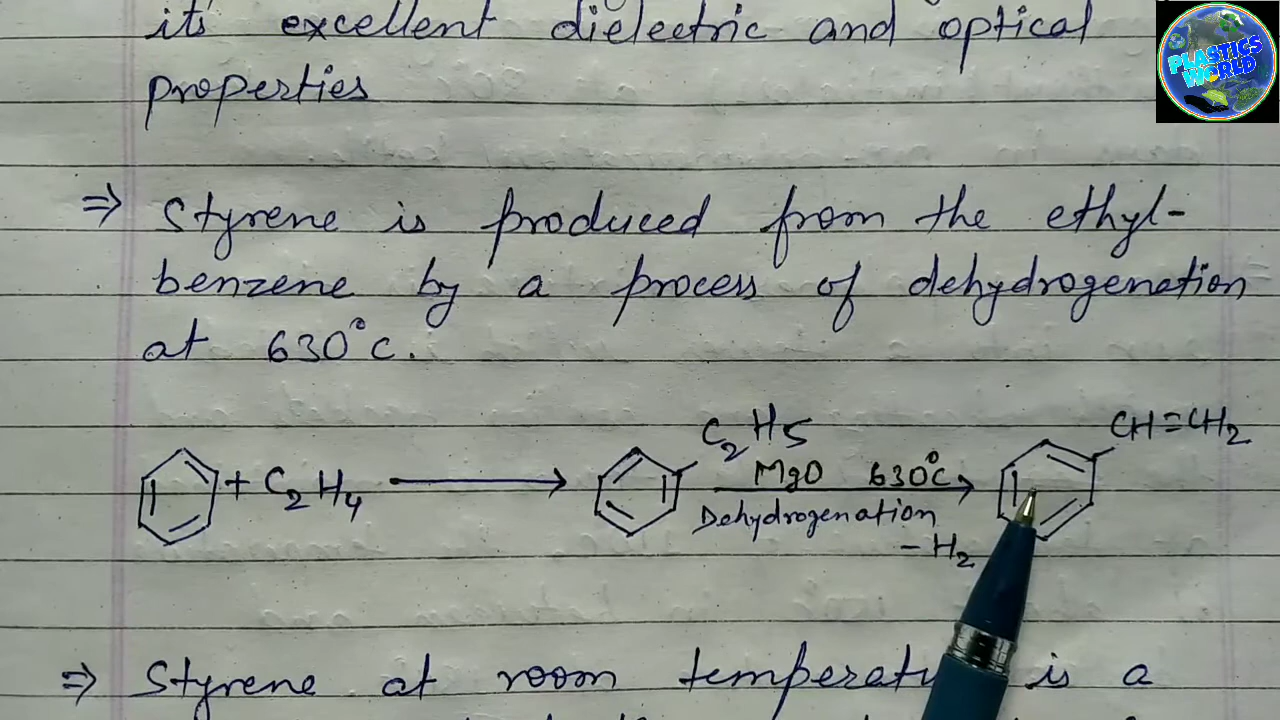 its excellent dielectric and optical
properties
PLASTICS
WORLD
⇒ Styrene is produced from the ethyl-
benzene by a process of dehydrogenation
at 630°c.
+ C₂H₄ → C₂H₅ MgO 630°C → CH=CH₂
Dehydrogenation
-H₂
⇒ Styrene at room temperatu is a